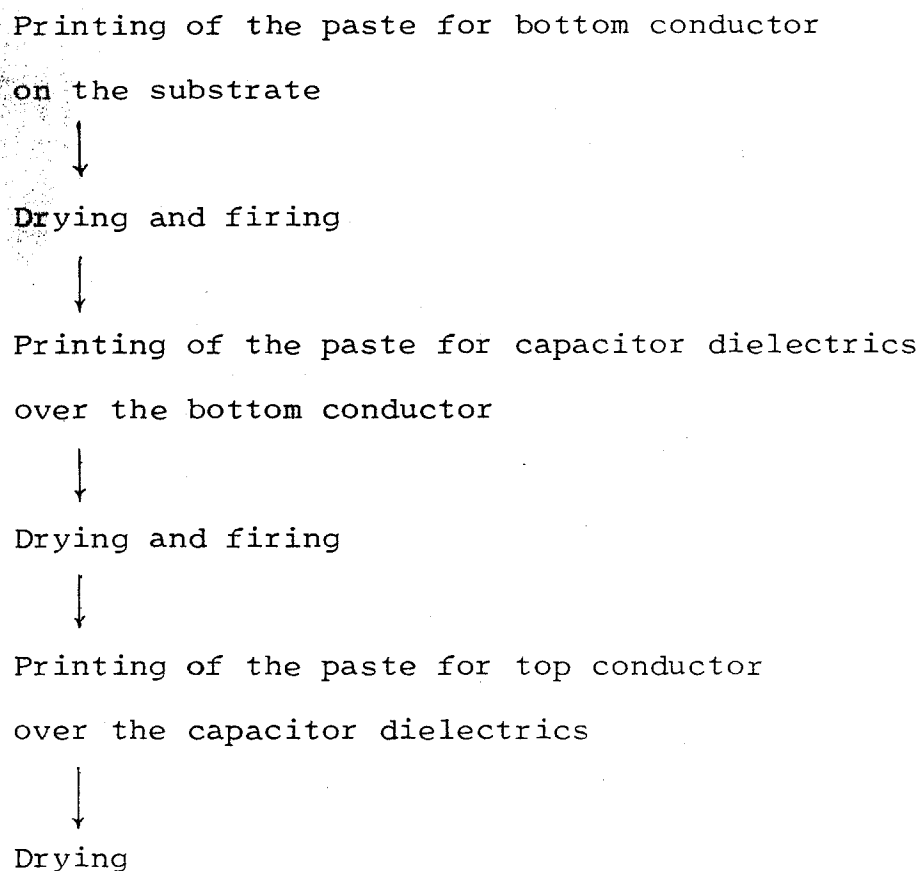 Printing of the paste for bottom conductor
on the substrate
Drying and firing
Printing of the paste for capacitor dielectrics
over the bottom conductor
Drying and firing
Printing of the paste for top conductor
over the capacitor dielectrics
Drying